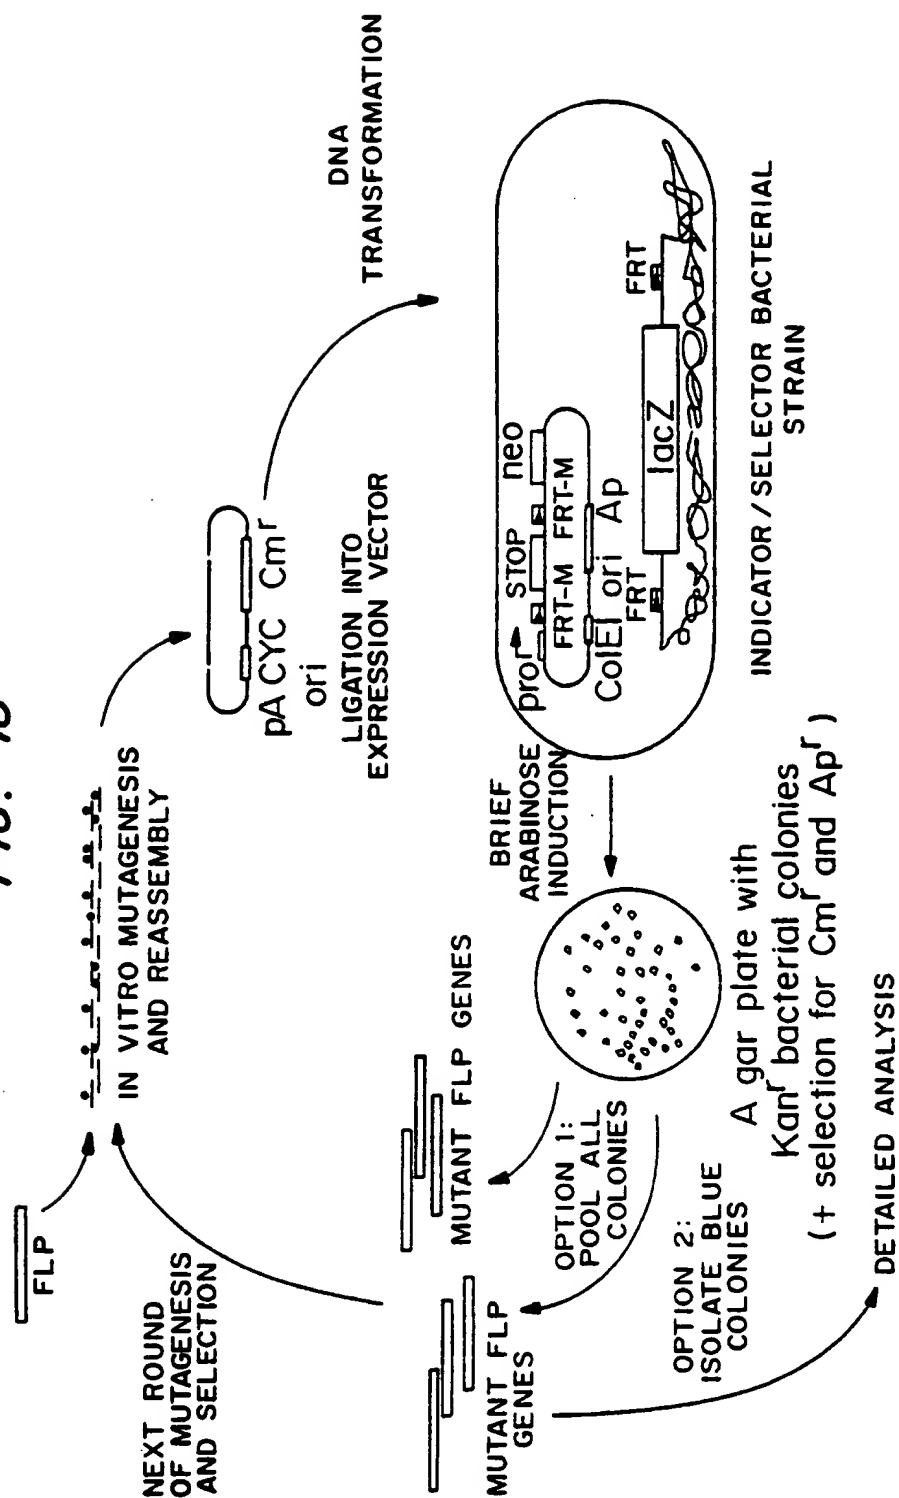 FLP
IN VITRO MUTAGENESIS
AND REASSEMBLY
NEXT ROUND
OF MUTAGENESIS
AND SELECTION
pA CYC Cmʳ
ori
LIGATION INTO
EXPRESSION VECTOR
DNA
TRANSFORMATION
MUTANT FLP GENES
MUTANT FLP
GENES
BRIEF
ARABINOSE
INDUCTION
proʳ STOP neo
FRT-M FRT-M
ColEI ori Ap
FRT FRT
lacZ
INDICATOR/SELECTOR BACTERIAL
STRAIN
OPTION 1:
POOL ALL
COLONIES
OPTION 2:
ISOLATE BLUE
COLONIES
A gar plate with
Kanʳ bacterial colonies
(+ selection for Cmʳ and Apʳ )
DETAILED ANALYSIS